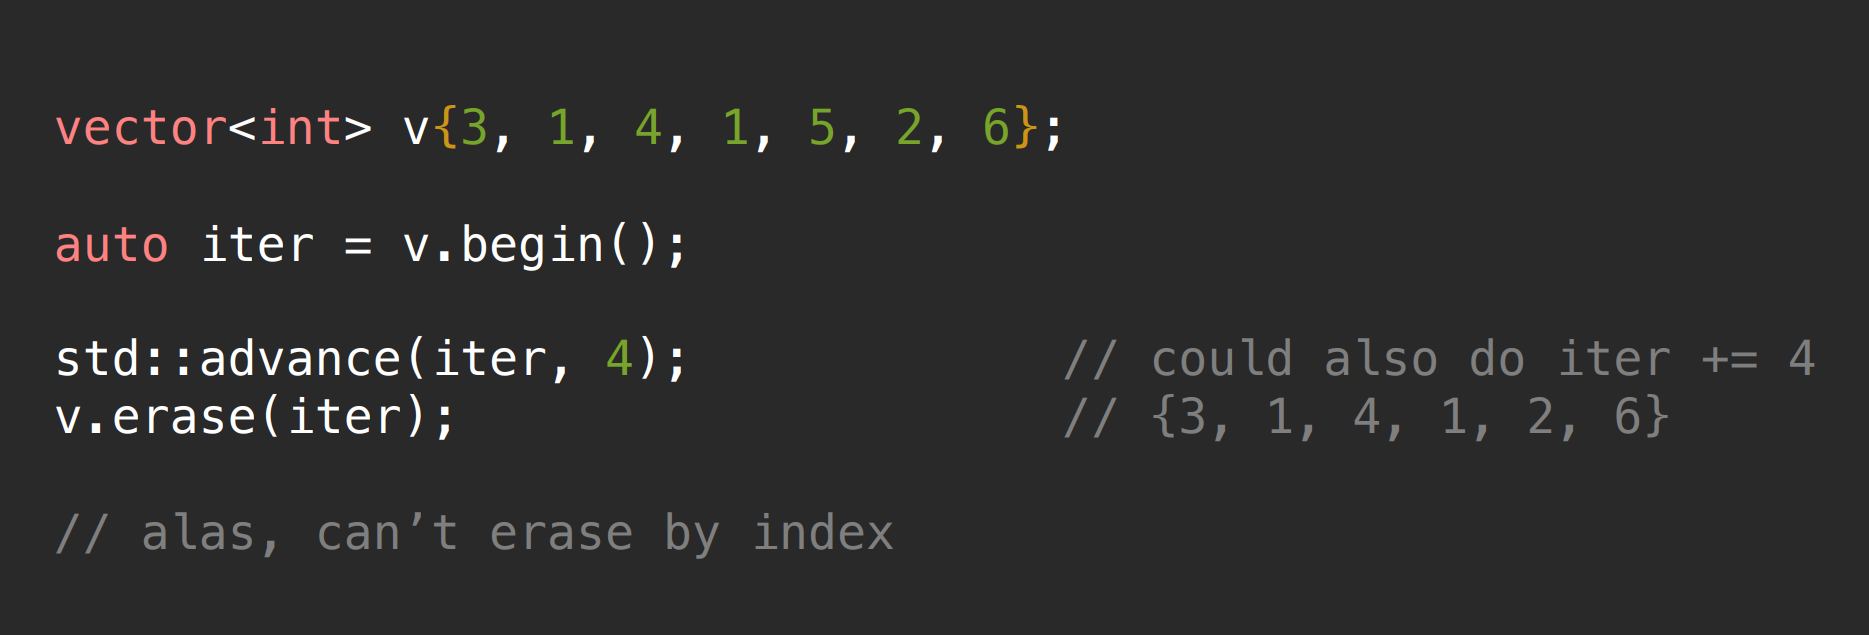 vector<int> v{3, 1, 4, 1, 5, 2, 6};
auto iter = v.begin();
std::advance(iter, 4); // could also do iter += 4
v.erase(iter); // {3, 1, 4, 1, 2, 6}
// alas, can’t erase by index